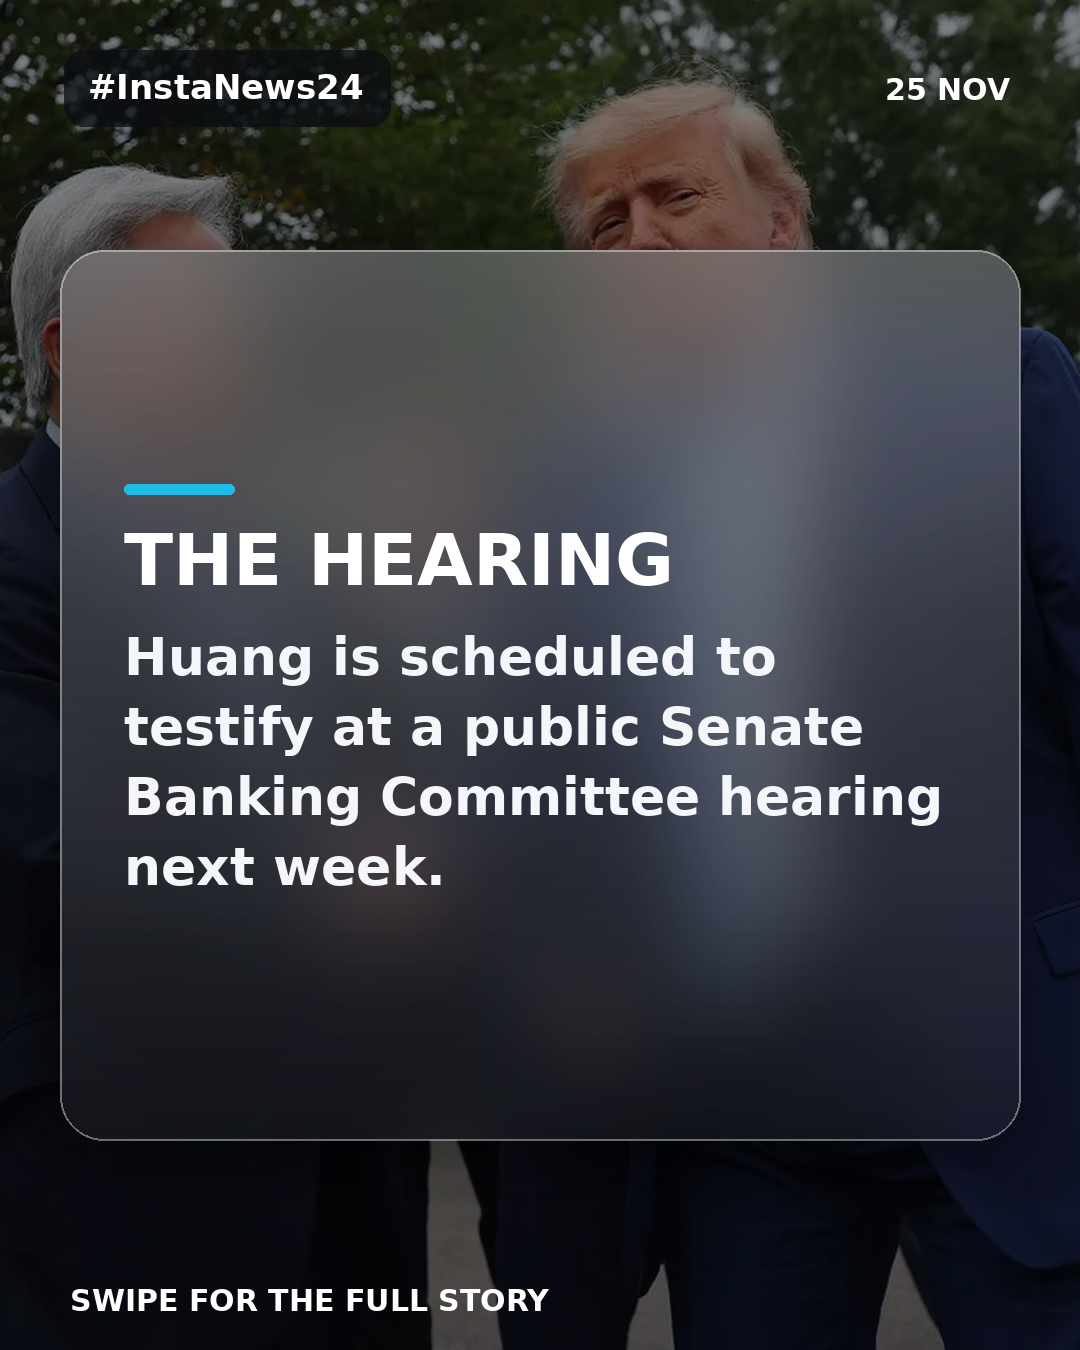 #InstaNews24
25 NOV
THE HEARING
Huang is scheduled to
testify at a public Senate
Banking Committee hearing
next week.
SWIPE FOR THE FULL STORY